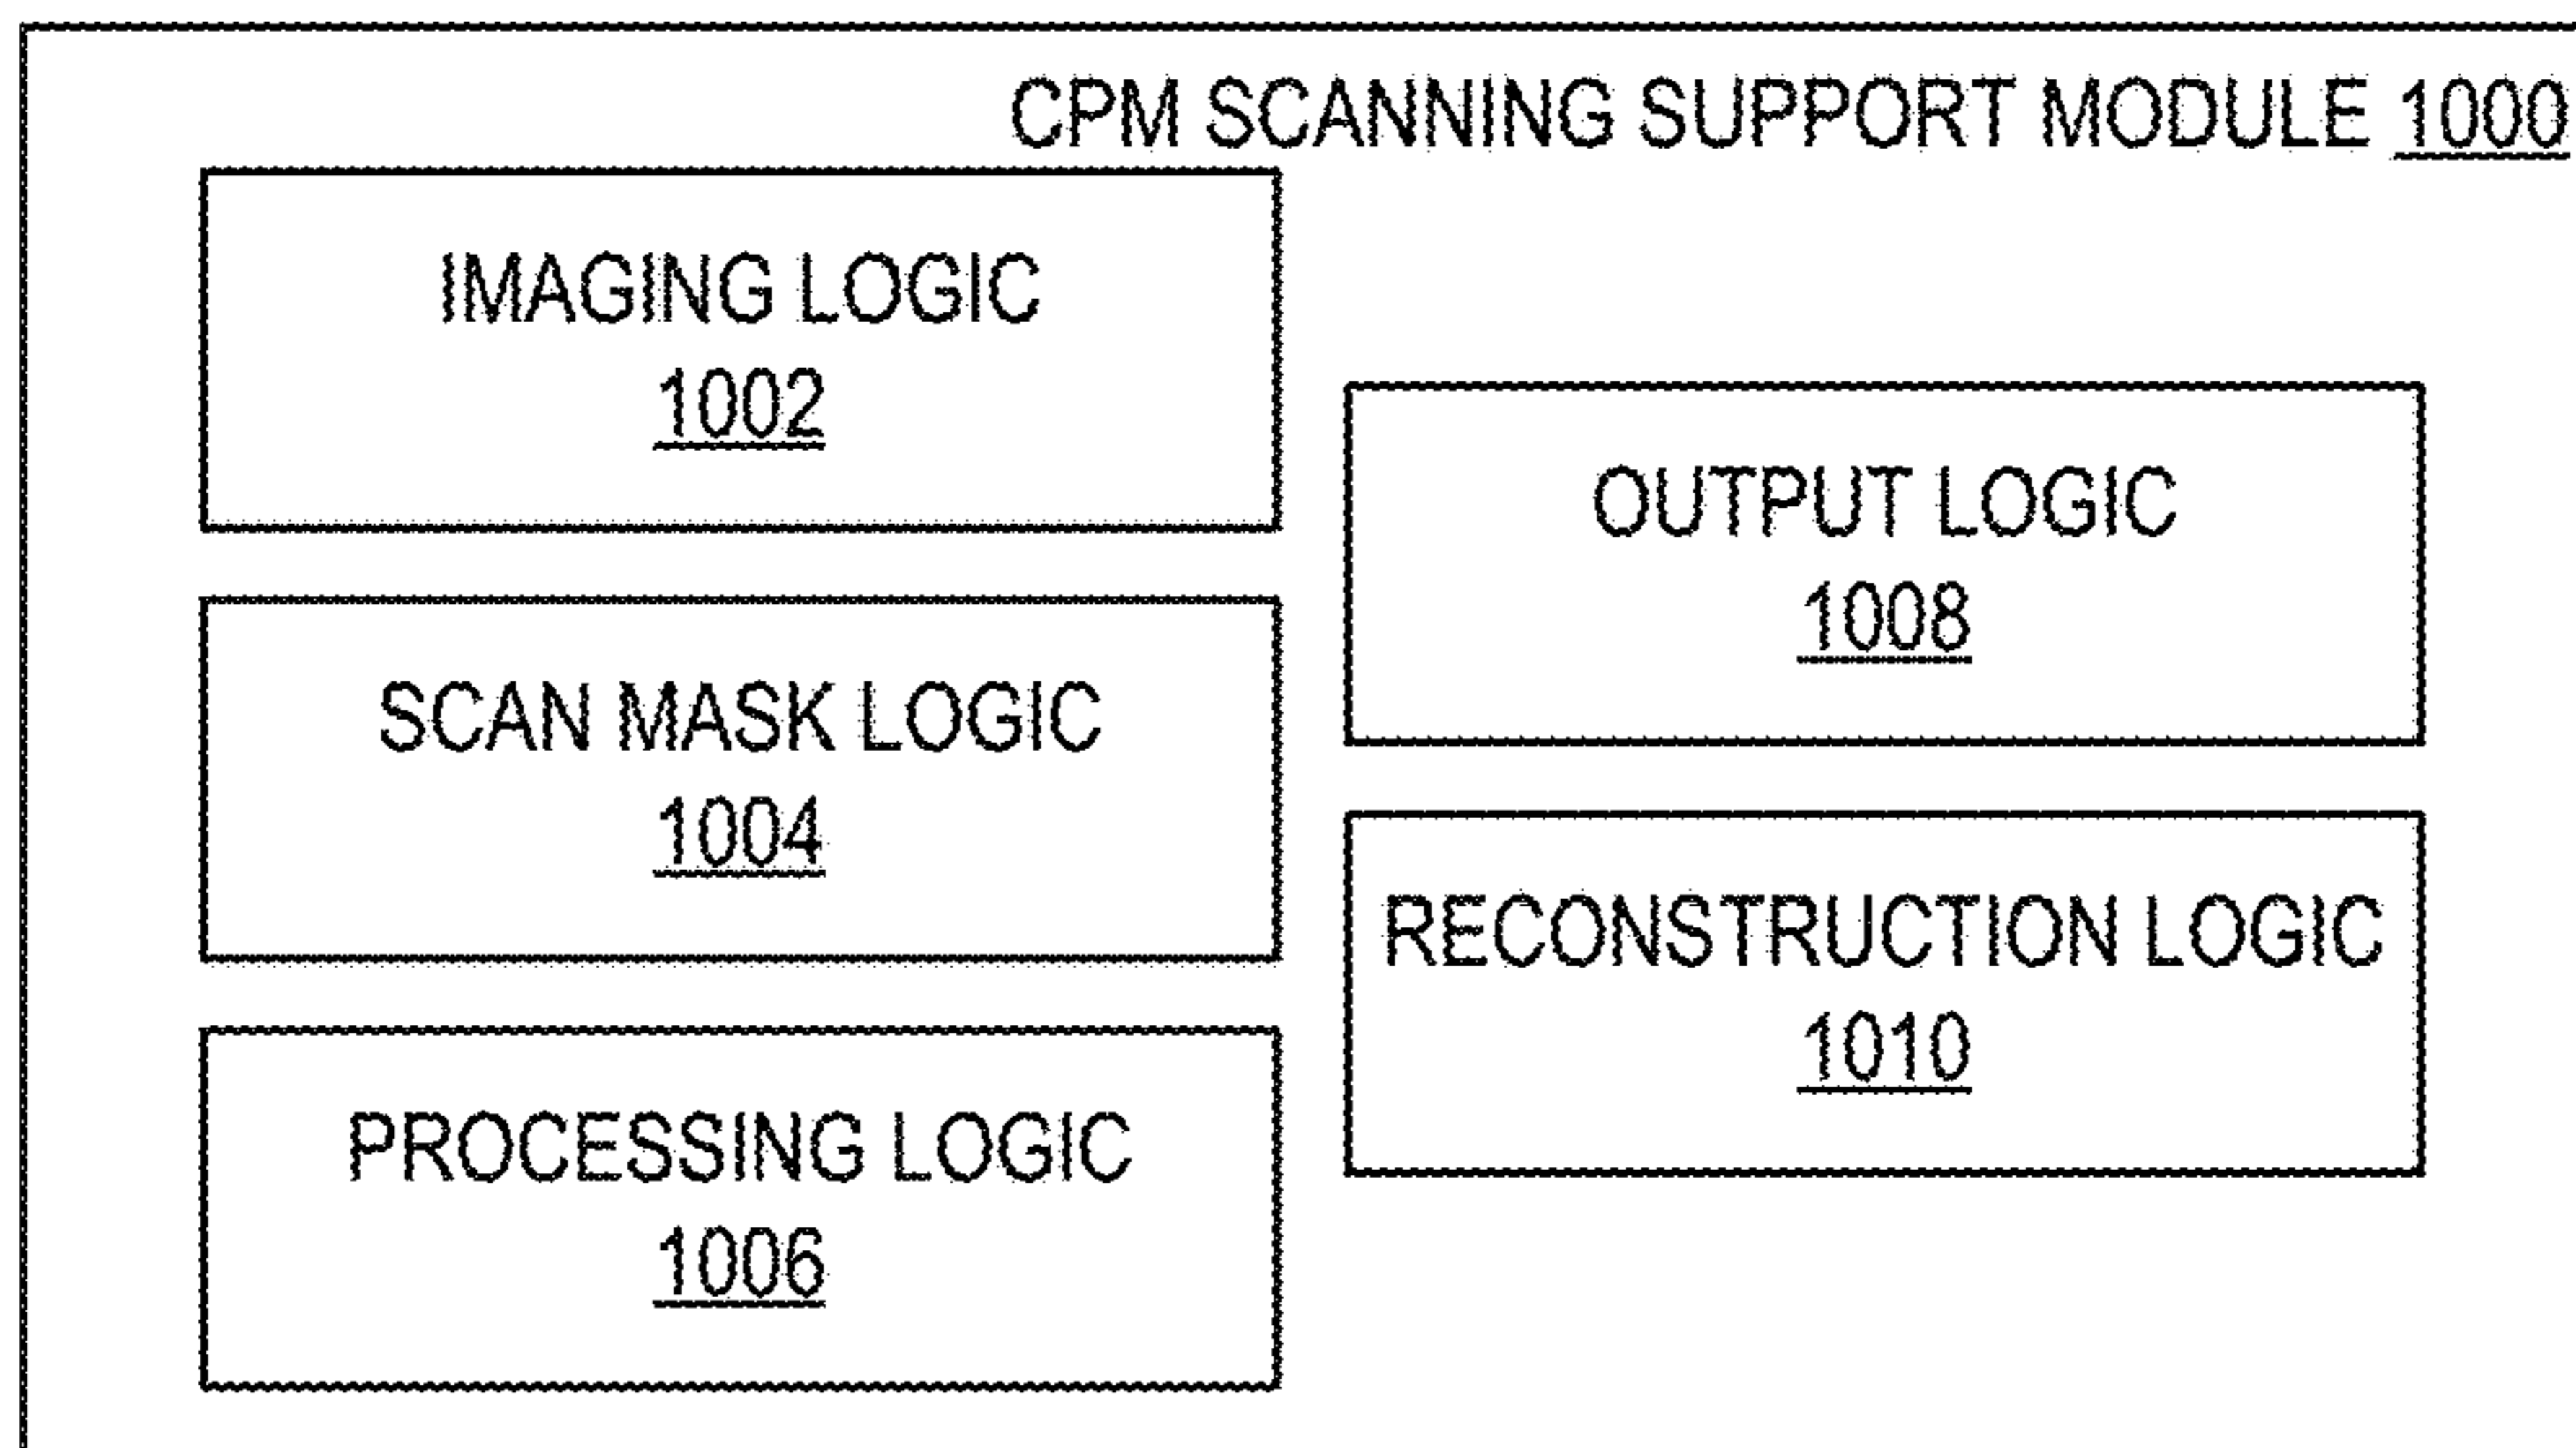 CPM SCANNING SUPPORT MODULE 1000
IMAGING LOGIC
1002
SCAN MASK LOGIC
1004
PROCESSING LOGIC
1006
OUTPUT LOGIC
1008
RECONSTRUCTION LOGIC
1010